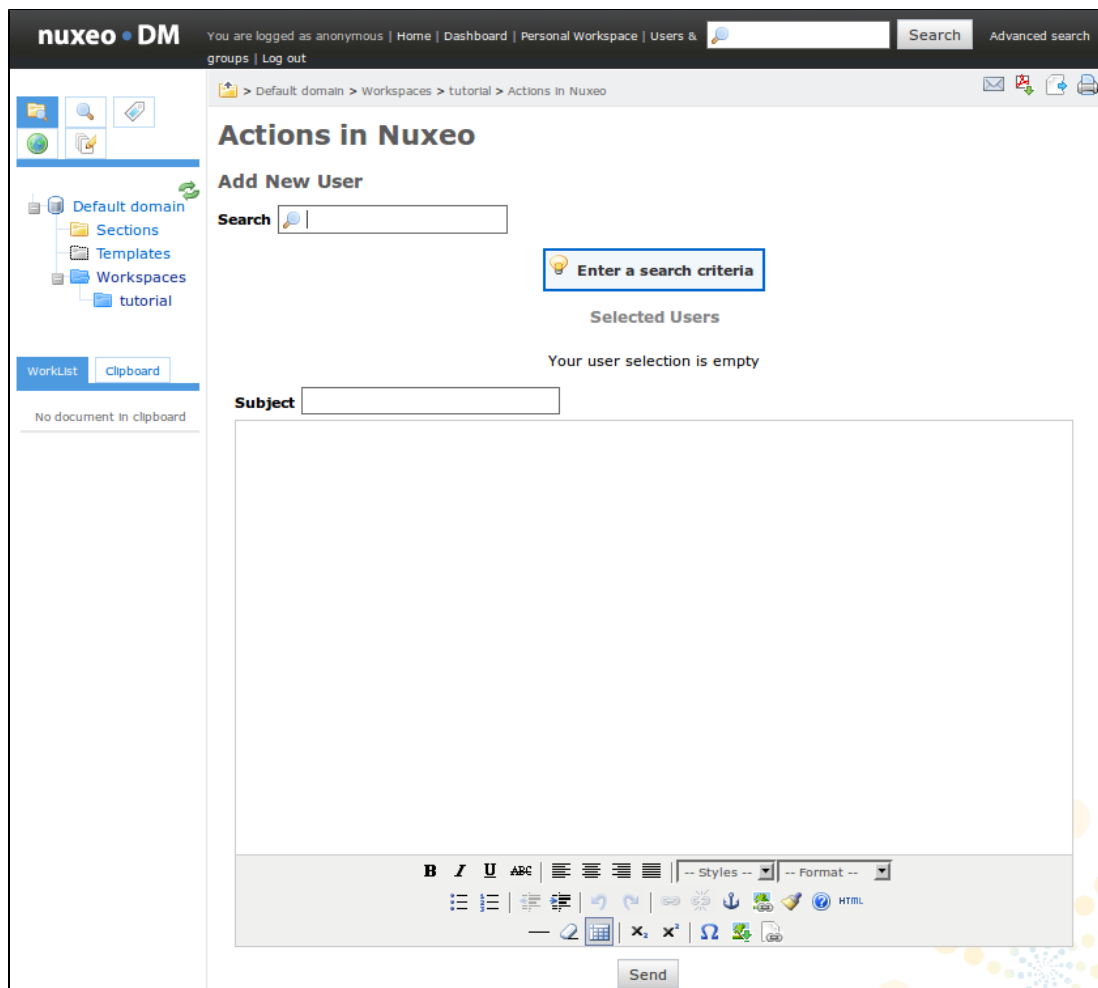 nuxeo DM
You are logged as anonymous | Home | Dashboard | Personal Workspace | Users &
groups | Log out
Search
Advanced search
> Default domain > Workspaces > tutorial > Actions in Nuxeo
Default domain
Sections
Templates
Workspaces
tutorial
WorkList
Clipboard
No document in clipboard
Actions in Nuxeo
Add New User
Search
Enter a search criteria
Selected Users
Your user selection is empty
Subject
B I U ABC -- Styles -- -- Format --
HTML
x₂ x² Ω
Send